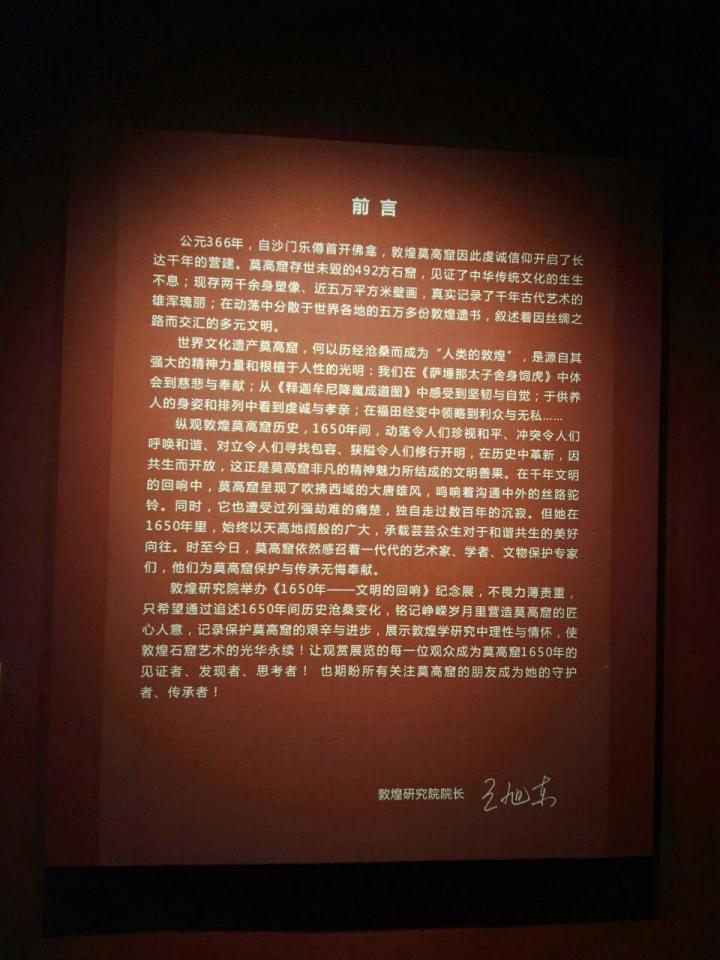 前言
公元366年，自沙门乐僔首开佛龛，敦煌莫高窟因此虔诚信仰开启了长
达千年的营建。莫高窟存世未毁的492方石窟，见证了中华传统文化的生生
不息；现存两千余身塑像、近五万平方米壁画，真实记录了千年古代艺术的
雄浑瑰丽；在动荡中分散于世界各地的五万多份敦煌遗书，叙述着因丝绸之
路而交汇的多元文明。
世界文化遗产莫高窟，何以历经沧桑而成为“人类的敦煌”，是源自其
强大的精神力量和根植于人性的光明：我们在《萨埵那太子舍身饲虎》中体
会到慈悲与奉献；从《释迦牟尼降魔成道图》中感受到坚韧与自觉；于供养
人的身姿和排列中看到虔诚与孝亲；在福田经变中领略到利众与无私……
纵观敦煌莫高窟历史，1650年间，动荡令人们珍视和平、冲突令人们
呼唤和谐、对立令人们寻找包容、狭隘令人们修行开明，在历史中革新，因
共生而开放，这正是莫高窟非凡的精神魅力所结成的文明善果。在千年文明
的回响中，莫高窟呈现了吹拂西域的大唐雄风，鸣响着沟通中外的丝路驼
铃。同时，它也遭受过列强劫难的痛楚，独自走过数百年的沉寂。但她在
1650年里，始终以天高地阔般的广大，承载芸芸众生对于和谐共生的美好
向往。时至今日，莫高窟依然感召着一代代的艺术家、学者、文物保护专家
们，他们为莫高窟保护与传承无悔奉献。
敦煌研究院举办《1650年——文明的回响》纪念展，不畏力薄责重，
只希望通过追述1650年间历史沧桑变化，铭记峥嵘岁月里营造莫高窟的匠
心人意，记录保护莫高窟的艰辛与进步，展示敦煌学研究中理性与情怀，使
敦煌石窟艺术的光华永续！让观赏展览的每一位观众成为莫高窟1650年的
见证者、发现者、思考者！ 也期盼所有关注莫高窟的朋友成为她的守护
者、传承者！
敦煌研究院院长 王旭东